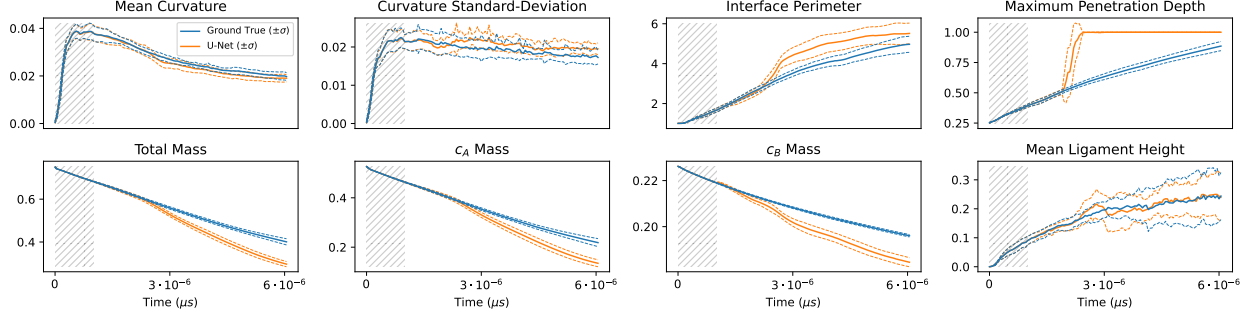 Mean Curvature
0.04
0.02
0.00
Ground True (±σ)
U-Net (±σ)
Curvature Standard-Deviation
0.02
0.01
0.00
Interface Perimeter
6
4
2
Maximum Penetration Depth
1.00
0.75
0.50
0.25
Total Mass
0.6
0.4
0
3·10⁻⁶
6·10⁻⁶
Time (μs)
c_A Mass
0.4
0.2
0
3·10⁻⁶
6·10⁻⁶
Time (μs)
c_B Mass
0.22
0.20
0
3·10⁻⁶
6·10⁻⁶
Time (μs)
Mean Ligament Height
0.3
0.2
0.1
0.0
0
3·10⁻⁶
6·10⁻⁶
Time (μs)